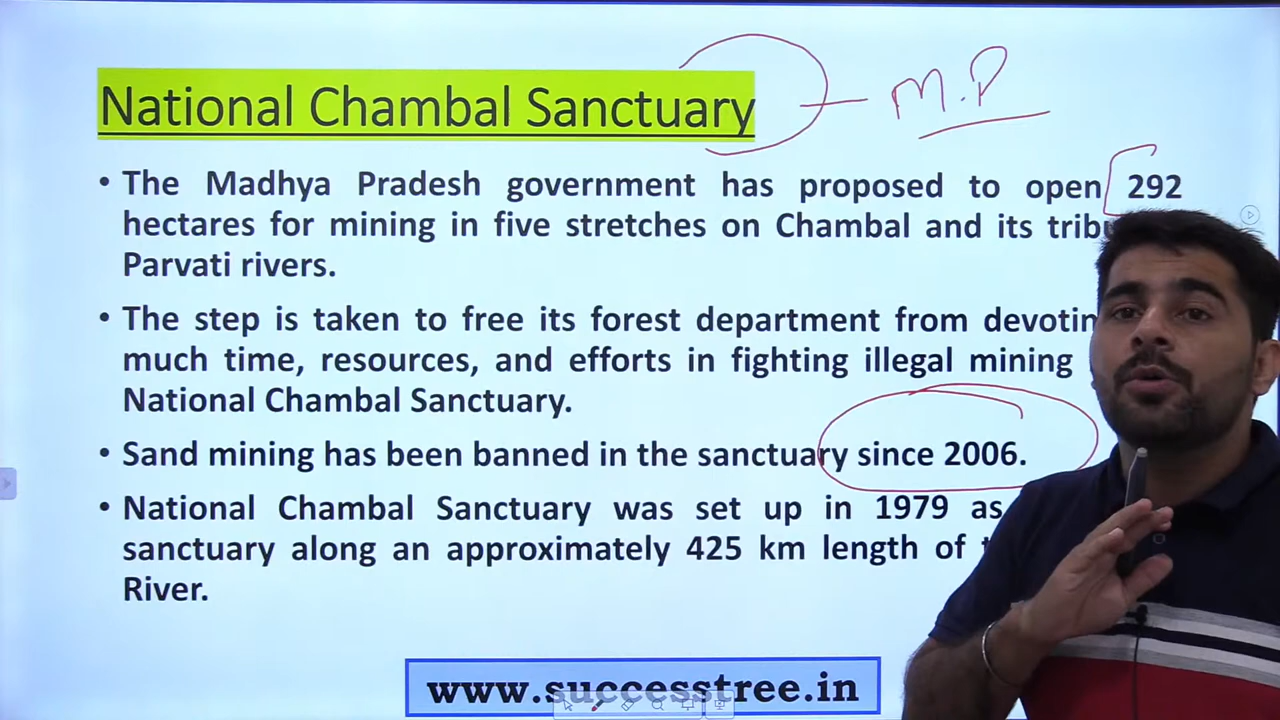 National Chambal Sanctuary
M.P
• The Madhya Pradesh government has proposed to open 292
hectares for mining in five stretches on Chambal and its
Parvati rivers.
• The step is taken to free its forest department from
much time, resources, and efforts in fighting illegal mining
National Chambal Sanctuary.
• Sand mining has been banned in the sanctuary since 2006.
• National Chambal Sanctuary was set up in 1979 as
sanctuary along an approximately 425 km length of
River.
www.successtree.in